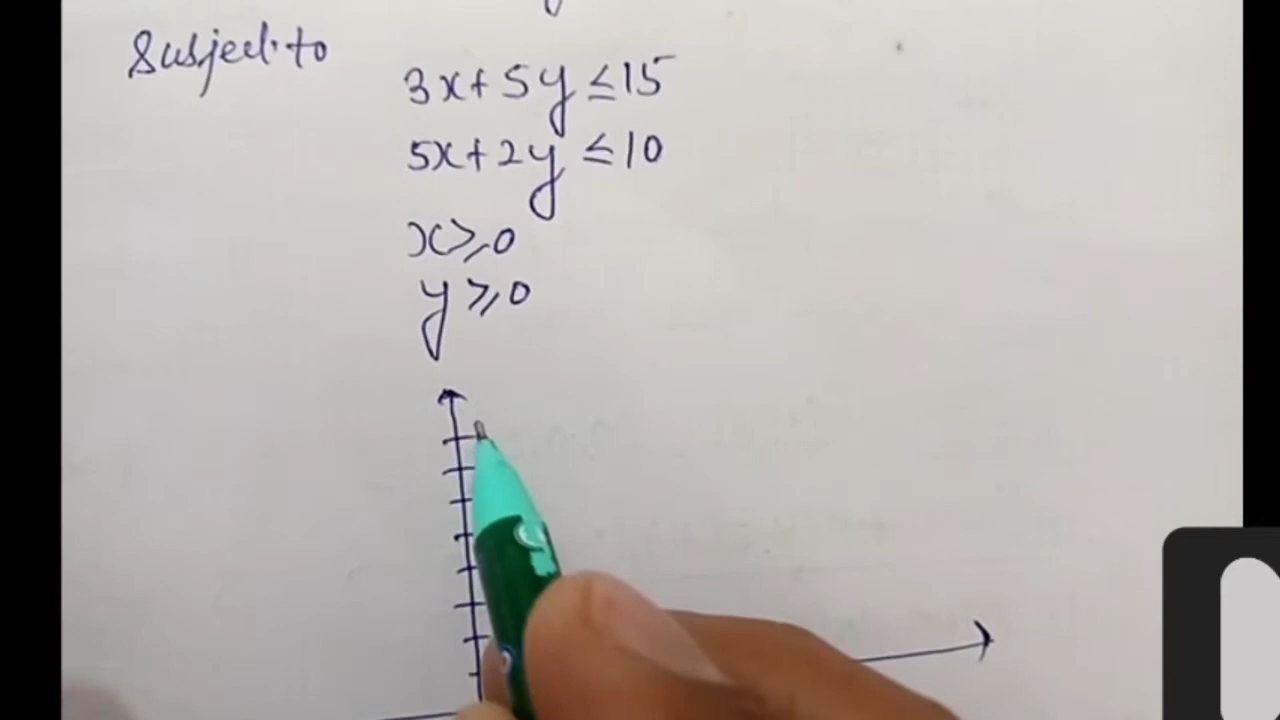 Subject to
3x+5y ≤15
5x+2y ≤10
x≥0
y≥0